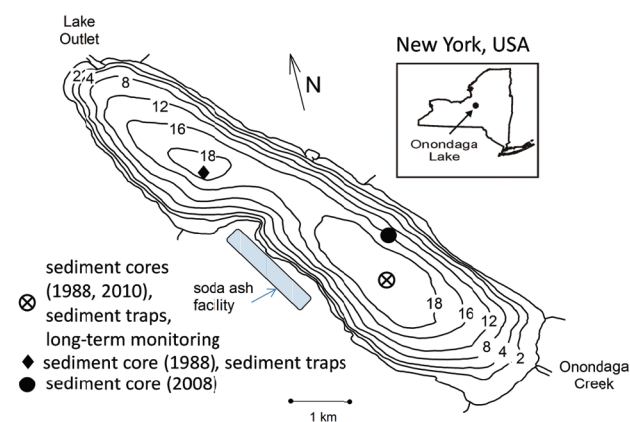 Lake
Outlet
New York, USA
N
Onondaga
Lake
2
4
8
12
16
18
soda ash
facility
18
16
12
8
4
2
Onondaga
Creek
sediment cores
(1988, 2010),
sediment traps,
long-term monitoring
sediment core (1988), sediment traps
sediment core (2008)
1 km